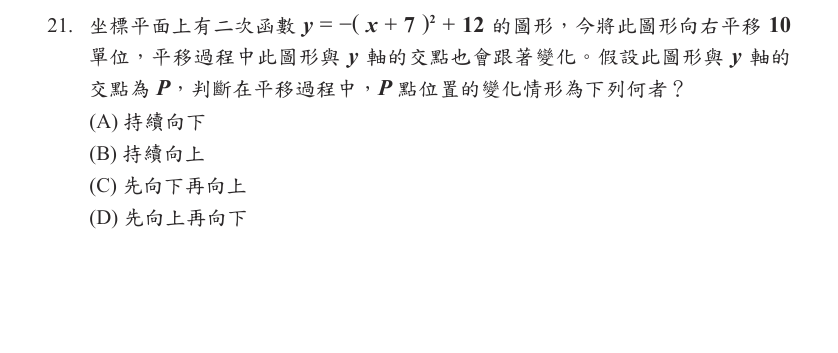 21. 坐標平面上有二次函數 y = −( x + 7 )² + 12 的圖形，今將此圖形向右平移 10
單位，平移過程中此圖形與 y 軸的交點也會跟著變化。假設此圖形與 y 軸的
交點為 P，判斷在平移過程中，P 點位置的變化情形為下列何者？
(A) 持續向下
(B) 持續向上
(C) 先向下再向上
(D) 先向上再向下